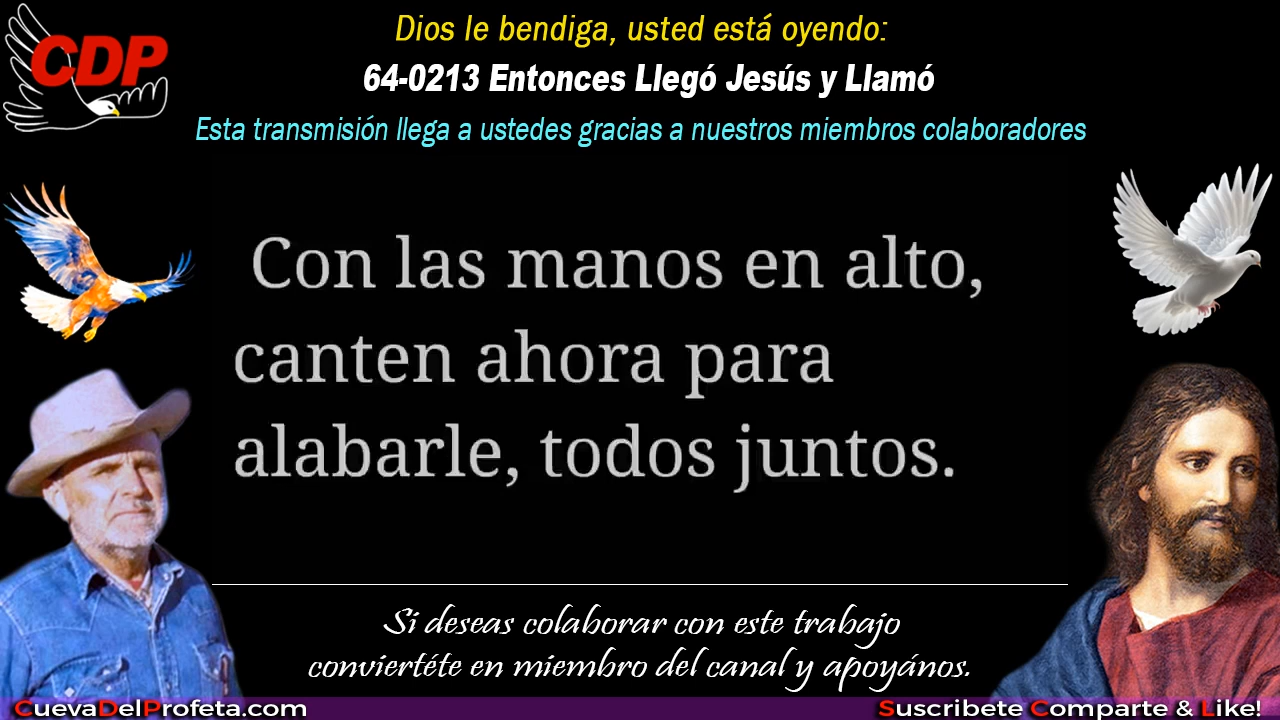 CDP
Dios le bendiga, usted está oyendo:
64-0213 Entonces Llegó Jesús y Llamó
Esta transmisión llega a ustedes gracias a nuestros miembros colaboradores
Con las manos en alto,
canten ahora para
alabarle, todos juntos.
Si deseas colaborar con este trabajo
conviertéte en miembro del canal y apoyános.
CuevaDelProfeta.com
Suscribete Comparte & Like!